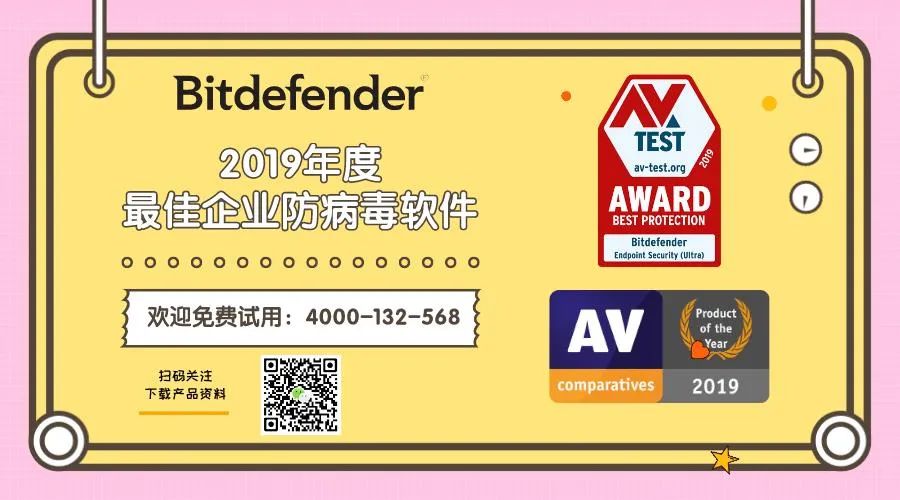 Bitdefender®
2019年度
最佳企业防病毒软件
欢迎免费试用：4000-132-568
扫码关注
下载产品资料
AV
TEST
av-test.org
2019
AWARD
BEST PROTECTION
Bitdefender
Endpoint Security (Ultra)
AV
comparatives
Product
of the
Year
2019